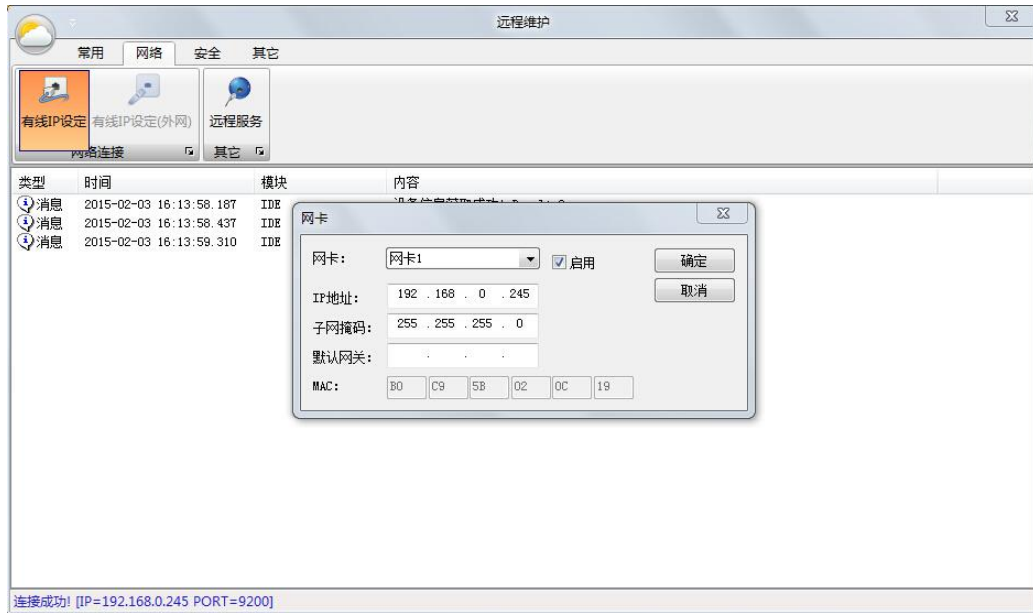 远程维护
常用 网络 安全 其它
有线IP设定 有线IP设定(外网) 远程服务
网络连接 其它
类型 时间 模块 内容
消息 2015-02-03 16:13:58.187 IDE
消息 2015-02-03 16:13:58.437 IDE
消息 2015-02-03 16:13:59.310 IDE
网卡
网卡: 网卡1 启用 确定
IP地址: 192 . 168 . 0 . 245 取消
子网掩码: 255 . 255 . 255 . 0
默认网关: . . .
MAC: B0 C9 5B 02 0C 19
连接成功! [IP=192.168.0.245 PORT=9200]